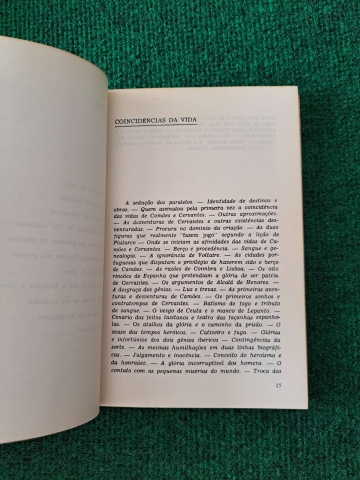 COINCIDÊNCIAS DA VIDA
A sedução dos paralelos. — Identidade de destinos e
obras. — Quem assinalou pela primeira vez a coincidência
das vidas de Camões e Cervantes. — Outras aproximações.
— As desventuras de Cervantes e outras existências des-
venturadas. — Procura no domínio da criação. — As duas
figuras que realmente "fazem jogo" segundo a lição de
Plutarco — Onde se iniciam as afinidades das vidas de Ca-
mões e Cervantes. — Berço e procedência. — Sangue e ge-
nealogia. — A ignorância de Voltaire. — As cidades por-
tuguesas que disputam o privilégio de haverem sido o berço
de Camões. — As razões de Coimbra e Lisboa. — Os oito
rincões de Espanha que pretendiam a glória de ser pátria
de Cervantes. — Os argumentos de Alcalá de Henares. —
A desgraça dos gênios. — Luz e trevas. — As primeiras aven-
turas e desventuras de Camões. — Os primeiros sonhos e
contratempos de Cervantes. — Batismo de fogo e tributo
de sangue. — O vesgo de Ceuta e o manco de Lepanto. —
Cenário dos feitos lusitanos e teatro das façanhas espanho-
las. — Os atalhos da glória e o caminho da prisão. — O
ocaso dos tempos heróicos. — Cativeiro e fuga. — Glórias
e infortúnios dos dois gênios ibéricos — Contingências da
sorte. — As mesmas humilhações em duas linhas biográfi-
cas. — Julgamento e inocência. — Conceito do heroísmo e
da honradez. — A glória incorruptível dos homens. — O
contato com as pequenas misérias do mundo. — Troca das
15